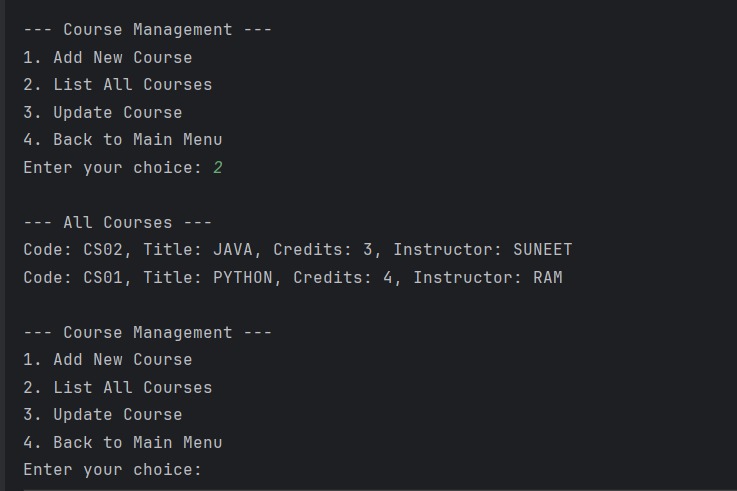 --- Course Management ---
1. Add New Course
2. List All Courses
3. Update Course
4. Back to Main Menu
Enter your choice: 2
--- All Courses ---
Code: CS02, Title: JAVA, Credits: 3, Instructor: SUNEET
Code: CS01, Title: PYTHON, Credits: 4, Instructor: RAM
--- Course Management ---
1. Add New Course
2. List All Courses
3. Update Course
4. Back to Main Menu
Enter your choice: